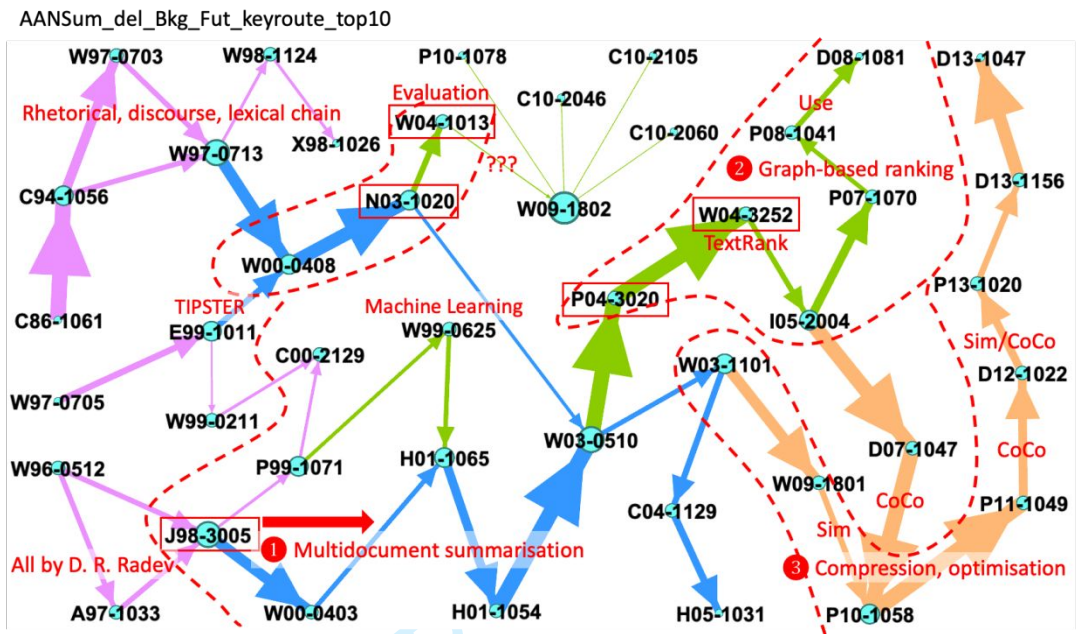 AANSum_del_Bkg_Fut_keyroute_top10
W97-0703
W98-1124
P10-1078
C10-2105
D08-1081
D13-1047
Rhetorical, discourse, lexical chain
Evaluation
C10-2046
Use
W04-1013
C10-2060
P08-1041
W97-0713
X98-1026
???
2 Graph-based ranking
D13-1156
C94-1056
N03-1020
W09-1802
W04-3252
P07-1070
TextRank
W00-0408
P04-3020
P13-1020
TIPSTER
Machine Learning
C86-1061
E99-1011
W99-0625
I05-2004
Sim/CoCo
C00-2129
W03-1101
D12-1022
W97-0705
W99-0211
W03-0510
D07-1047
CoCo
W96-0512
P99-1071
H01-1065
W09-1801
CoCo
P11-1049
J98-3005
C04-1129
Sim
1 Multidocument summarisation
All by D. R. Radev
3 Compression, optimisation
A97-1033
W00-0403
H01-1054
H05-1031
P10-1058